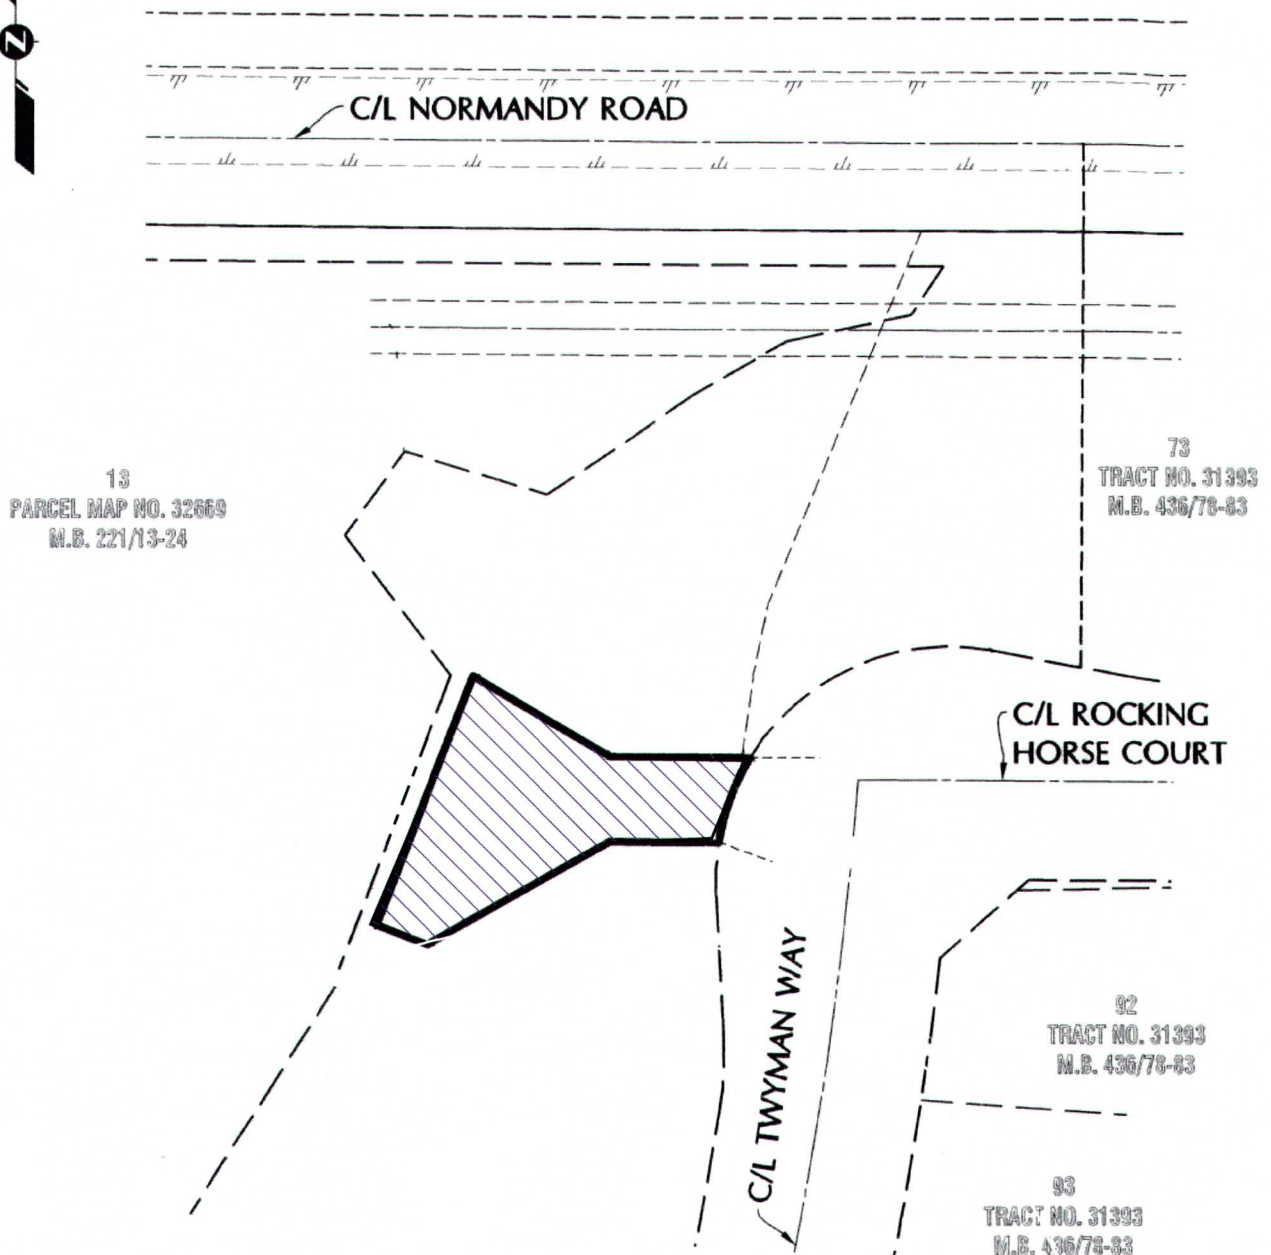 N
C/L NORMANDY ROAD
13
PARCEL MAP NO. 32669
M.B. 221/13-24
73
TRACT NO. 31393
M.B. 436/78-83
C/L ROCKING
HORSE COURT
C/L TWYMAN WAY
92
TRACT NO. 31393
M.B. 436/78-83
93
TRACT NO. 31393
M.B. 436/78-83